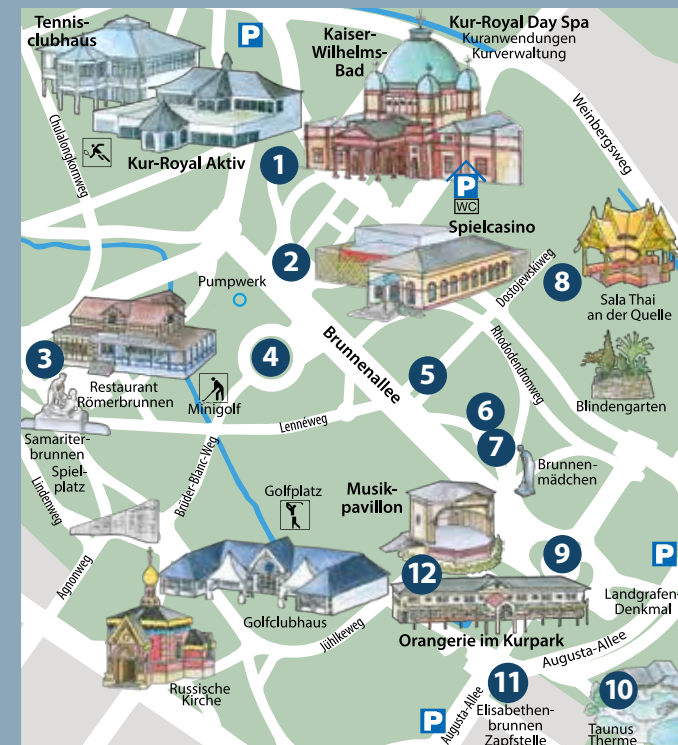 Tennis-
clubhaus
P
Kaiser-
Wilhelms-
Bad
Kur-Royal Day Spa
Kuranwendungen
Kurverwaltung
Weinbergsweg
Chulalongkornweg
Kur-Royal Aktiv
1
P
WC
Spielcasino
2
Pumpwerk
Dostojewskiweg
8
Sala Thai
an der Quelle
3
Restaurant
Römerbrunnen
4
Minigolf
Brunnenallee
5
Rhododendronweg
Blindengarten
6
7
Lennéweg
Samariter-
brunnen
Spiel-
platz
Brüder-Blanc-Weg
Lindenweg
Brunnen-
mädchen
Golfplatz
Musik-
pavillon
9
P
12
Agnonweg
Golfclubhaus
Jühlkeweg
Orangerie im Kurpark
Landgrafen-
Denkmal
Augusta-Allee
Russische
Kirche
P
Augusta-Allee
11
Elisabethen-
brunnen
Zapfstelle
10
Taunus
Therme